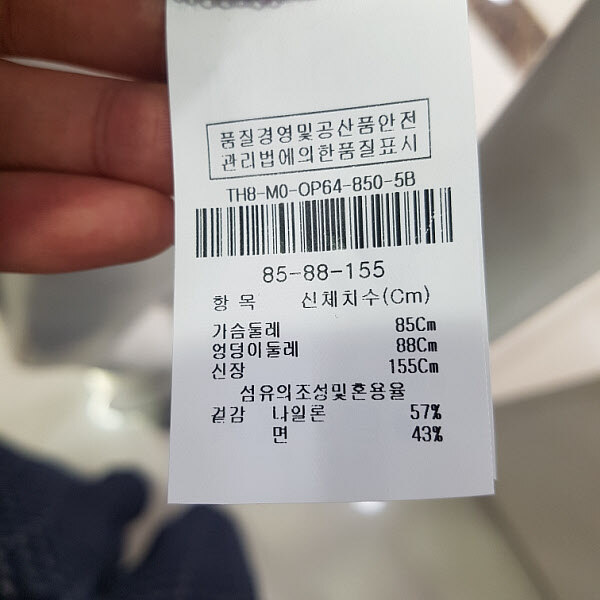 품질경영및공산품안전
관리법에의한품질표시
TH8-M0-OP64-850-5B
85-88-155
항 목 신체치수(Cm)
가슴둘레 85Cm
엉덩이둘레 88Cm
신장 155Cm
섬유의조성및혼용율
겉감 나일론 57%
면 43%